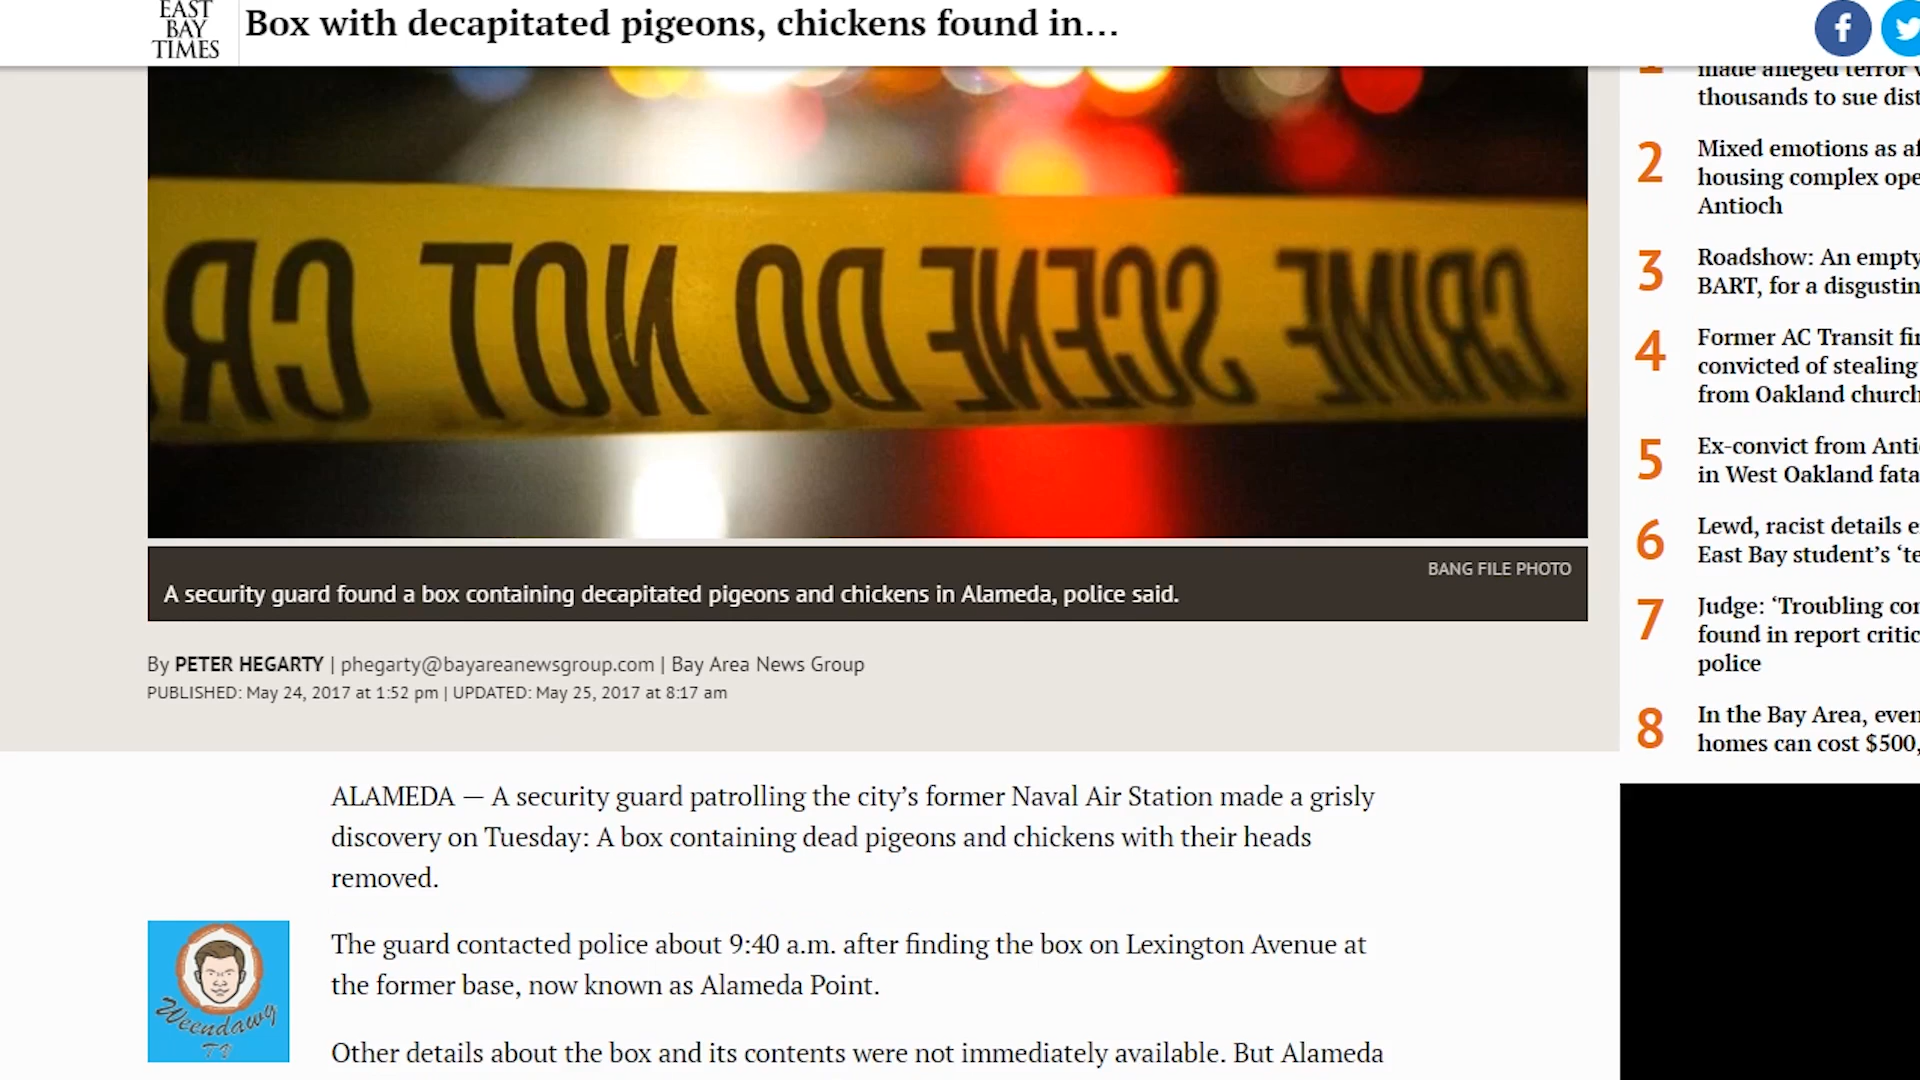 EAST
BAY
TIMES
Box with decapitated pigeons, chickens found in...
CRIME SCENE DO NOT CR
BANG FILE PHOTO
A security guard found a box containing decapitated pigeons and chickens in Alameda, police said.
By PETER HEGARTY | phegarty@bayareanewsgroup.com | Bay Area News Group
PUBLISHED: May 24, 2017 at 1:52 pm | UPDATED: May 25, 2017 at 8:17 am
ALAMEDA — A security guard patrolling the city’s former Naval Air Station made a grisly
discovery on Tuesday: A box containing dead pigeons and chickens with their heads
removed.
The guard contacted police about 9:40 a.m. after finding the box on Lexington Avenue at
the former base, now known as Alameda Point.
Other details about the box and its contents were not immediately available. But Alameda
Weendawg
TV
made alleged terror
thousands to sue
2
Mixed emotions as
housing complex
Antioch
3
Roadshow: An empty
BART, for a
4
Former AC Transit
convicted of stealing
from Oakland church
5
Ex-convict from
in West Oakland
6
Lewd, racist details
East Bay student’s
7
Judge: ‘Troubling
found in report
police
8
In the Bay Area, even
homes can cost $500,